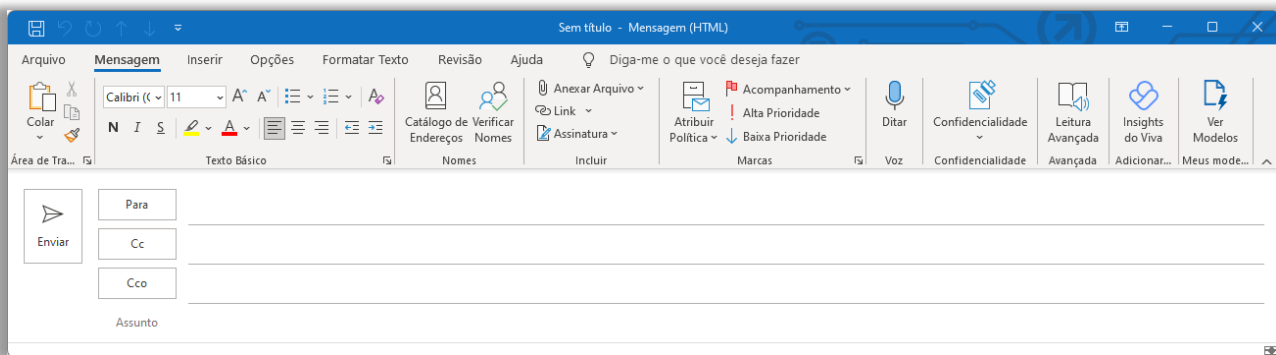 Sem título - Mensagem (HTML)
Arquivo Mensagem Inserir Opções Formatar Texto Revisão Ajuda Diga-me o que você deseja fazer
Colar
Calibri (C 11
N I S A
Catálogo de Endereços
Verificar Nomes
Anexar Arquivo
Link
Assinatura
Atribuir Política
Acompanhamento
Alta Prioridade
Baixa Prioridade
Ditar
Confidencialidade
Leitura Avançada
Insights do Viva
Ver Modelos
Área de Tra... Texto Básico Nomes Incluir Marcas Voz Confidencialidade Avançada Adicionar... Meus mode...
Enviar
Para
Cc
Cco
Assunto